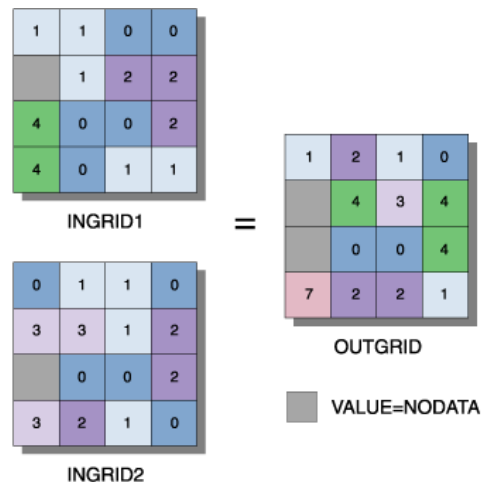 1 1 0 0
1 2 2
4 0 0 2
4 0 1 1
INGRID1
0 1 1 0
3 3 1 2
0 0 2
3 2 1 0
INGRID2
=
1 2 1 0
4 3 4
0 0 4
7 2 2 1
OUTGRID
VALUE=NODATA